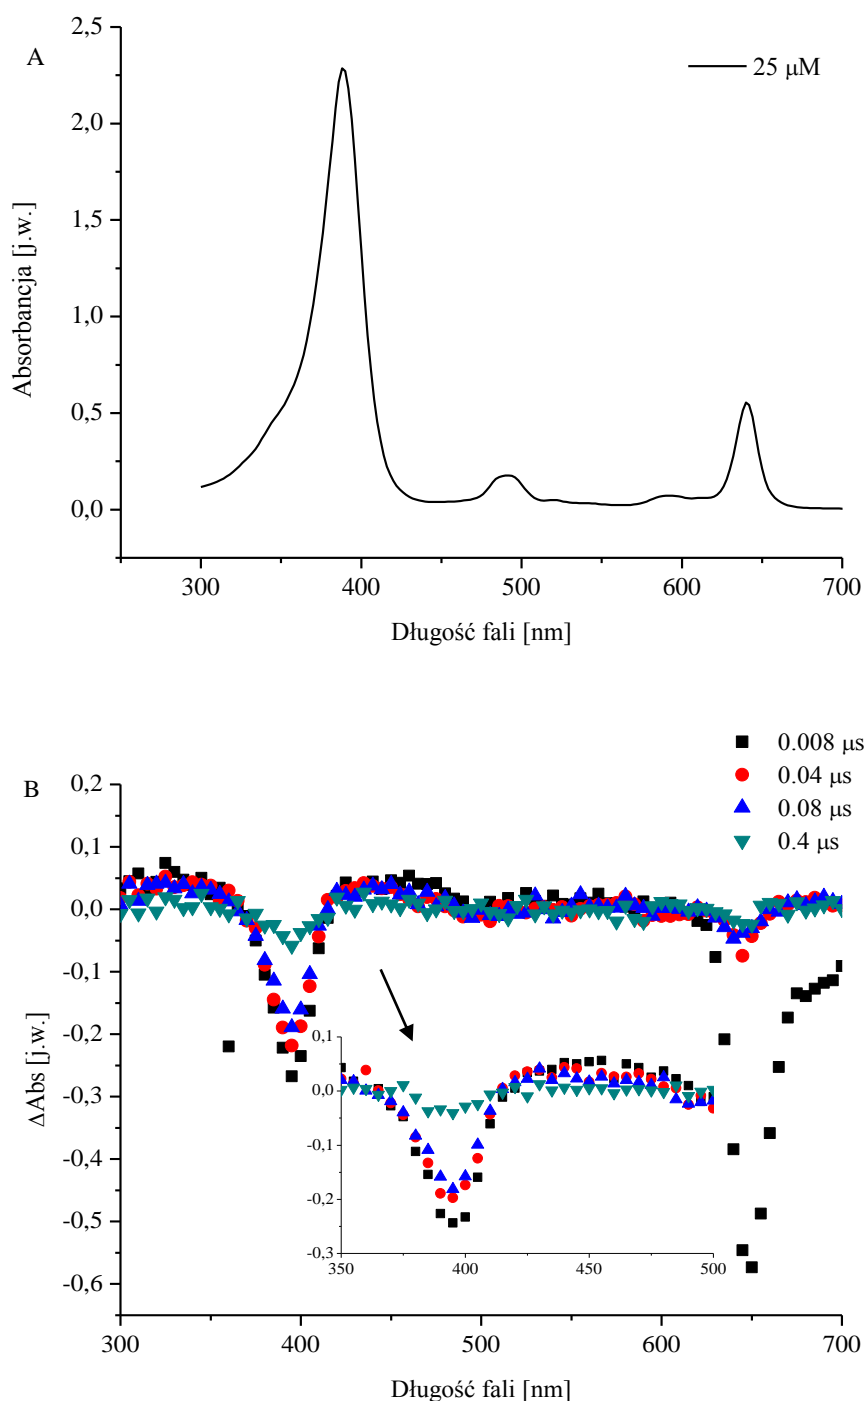 A
25 μM
2,5
2,0
1,5
1,0
0,5
0,0
Absorbancja [j.w.]
300 400 500 600 700
Długość fali [nm]
B
0.008 μs
0.04 μs
0.08 μs
0.4 μs
0,2
0,1
0,0
-0,1
-0,2
-0,3
-0,4
-0,5
-0,6
ΔAbs [j.w.]
0,1
0,0
-0,1
-0,2
-0,3
350 400 450 500
300 400 500 600 700
Długość fali [nm]